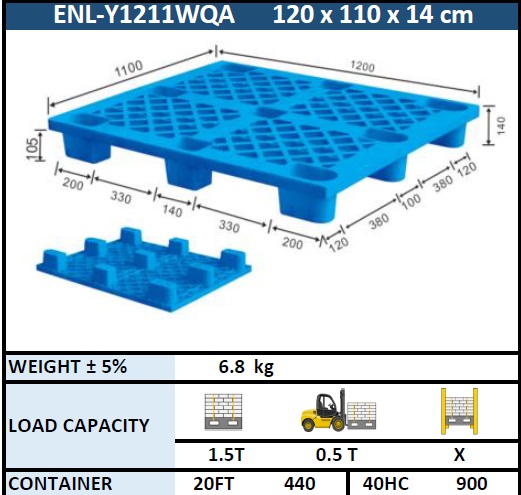 ENL-Y1211WQA 120 x 110 x 14 cm
1100
1200
140
105
200
330
140
330
200
120
380
100
380
120
WEIGHT ± 5% 6.8 kg
LOAD CAPACITY
1.5T 0.5 T X
CONTAINER 20FT 440 40HC 900